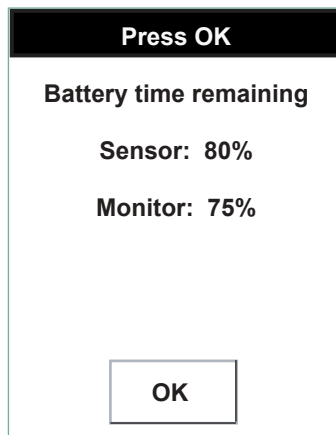 Press OK
Battery time remaining
Sensor: 80%
Monitor: 75%
OK